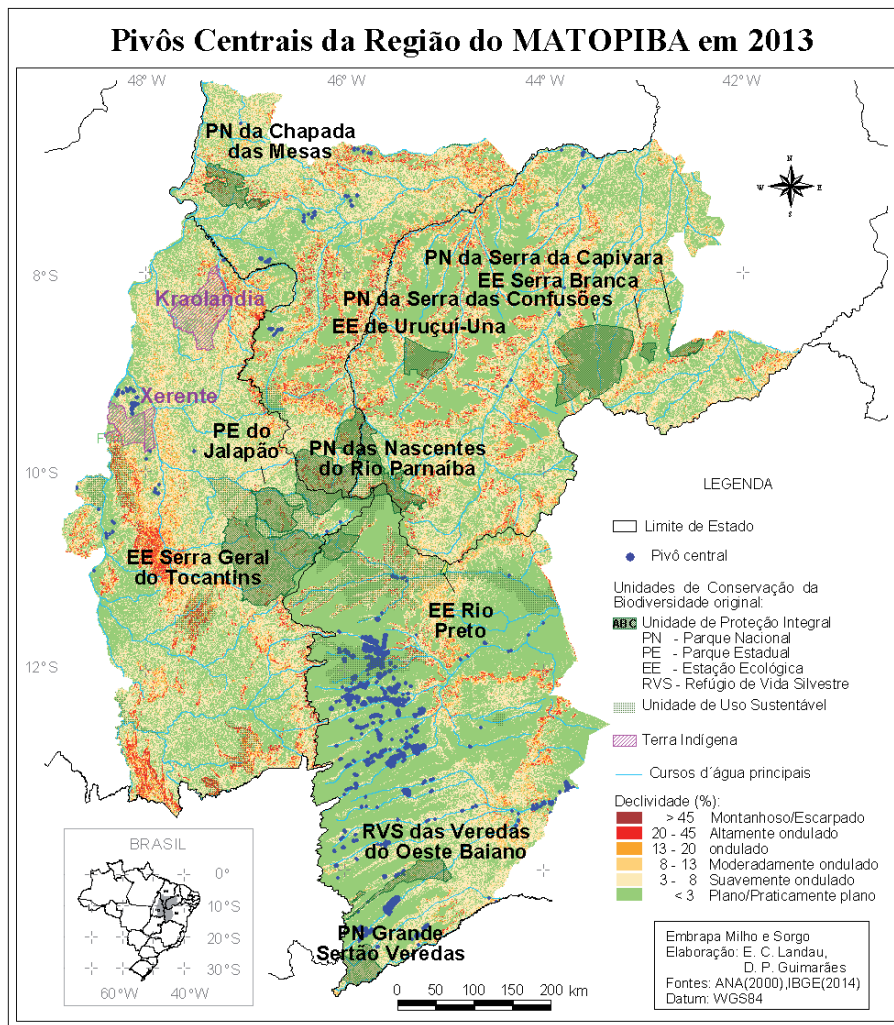 Pivôs Centrais da Região do MATOPIBA em 2013
48° W
46° W
44° W
42° W
PN da Chapada
das Mesas
N
W
E
S
8°S
PN da Serra da Capivara
EE Serra Branca
PN da Serra das Confusões
EE de Uruçuí-Una
Kraolandia
Xerente
PE do
Jalapão
PN das Nascentes
do Rio Parnaíba
10°S
EE Serra Geral
do Tocantins
EE Rio
Preto
12°S
RVS das Veredas
do Oeste Baiano
PN Grande
Sertão Veredas
LEGENDA
Limite de Estado
Pivô central
Unidades de Conservação da
Biodiversidade original:
ABC Unidade de Proteção Integral
PN - Parque Nacional
PE - Parque Estadual
EE - Estação Ecológica
RVS - Refúgio de Vida Silvestre
Unidade de Uso Sustentável
Terra Indígena
Cursos d´água principais
Declividade (%):
> 45 Montanhoso/Escarpado
20 - 45 Altamente ondulado
13 - 20 ondulado
8 - 13 Moderadamente ondulado
3 - 8 Suavemente ondulado
< 3 Plano/Praticamente plano
BRASIL
0°
10°S
20°S
30°S
60°W
40°W
0 50 100 150 200 km
Embrapa Milho e Sorgo
Elaboração: E. C. Landau,
D. P. Guimarães
Fontes: ANA(2000),IBGE(2014)
Datum: WGS84